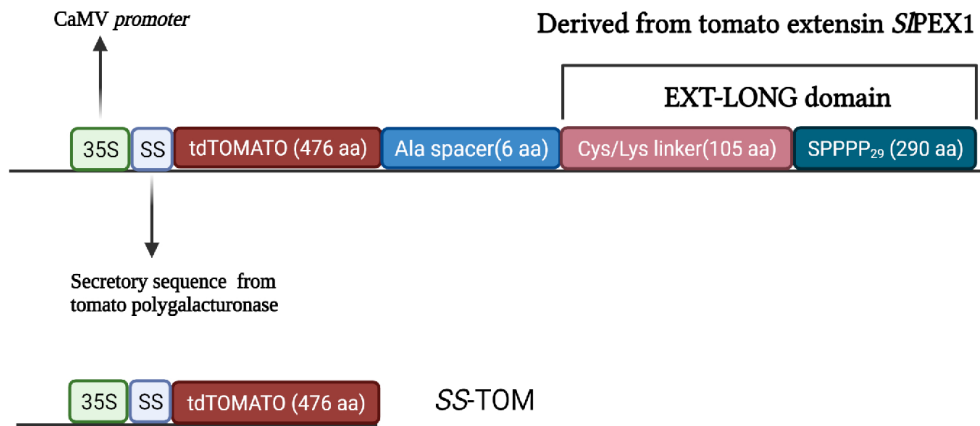 CaMV promoter
Derived from tomato extensin SlPEX1
EXT-LONG domain
35S SS tdTOMATO (476 aa) Ala spacer(6 aa) Cys/Lys linker(105 aa) SPPPP₂₉ (290 aa)
Secretory sequence from
tomato polygalacturonase
35S SS tdTOMATO (476 aa) SS-TOM